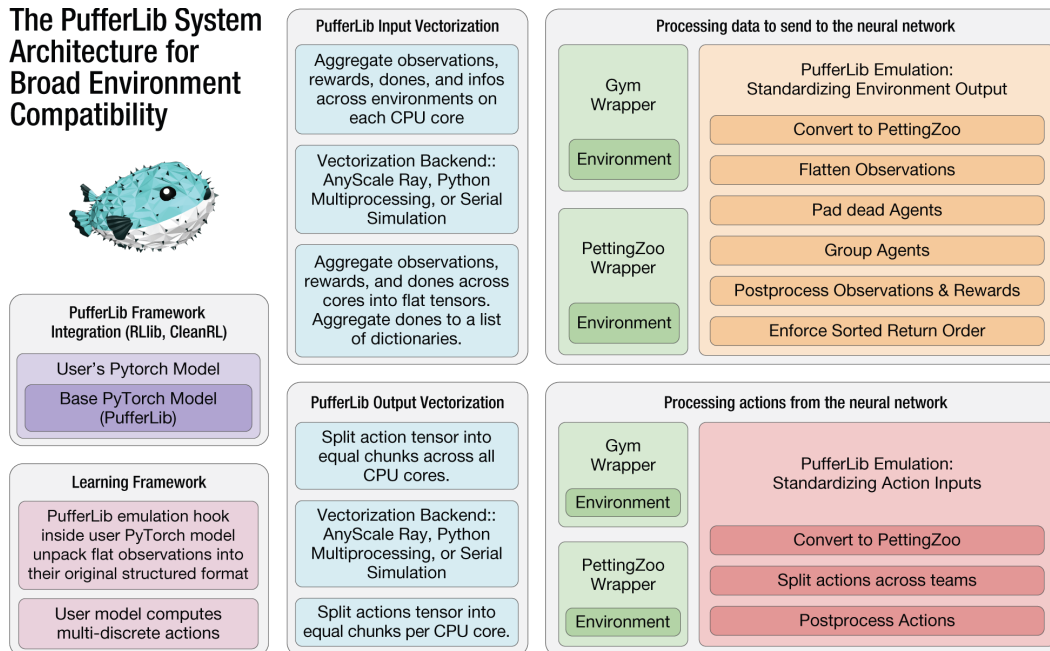 The PufferLib System
Architecture for
Broad Environment
Compatibility
PufferLib Framework
Integration (RLlib, CleanRL)
User's Pytorch Model
Base PyTorch Model
(PufferLib)
Learning Framework
PufferLib emulation hook
inside user PyTorch model
unpack flat observations into
their original structured format
User model computes
multi-discrete actions
PufferLib Input Vectorization
Aggregate observations,
rewards, dones, and infos
across environments on
each CPU core
Vectorization Backend::
AnyScale Ray, Python
Multiprocessing, or Serial
Simulation
Aggregate observations,
rewards, and dones across
cores into flat tensors.
Aggregate dones to a list
of dictionaries.
PufferLib Output Vectorization
Split action tensor into
equal chunks across all
CPU cores.
Vectorization Backend::
AnyScale Ray, Python
Multiprocessing, or Serial
Simulation
Split actions tensor into
equal chunks per CPU core.
Processing data to send to the neural network
Gym
Wrapper
Environment
PettingZoo
Wrapper
Environment
PufferLib Emulation:
Standardizing Environment Output
Convert to PettingZoo
Flatten Observations
Pad dead Agents
Group Agents
Postprocess Observations & Rewards
Enforce Sorted Return Order
Processing actions from the neural network
Gym
Wrapper
Environment
PettingZoo
Wrapper
Environment
PufferLib Emulation:
Standardizing Action Inputs
Convert to PettingZoo
Split actions across teams
Postprocess Actions